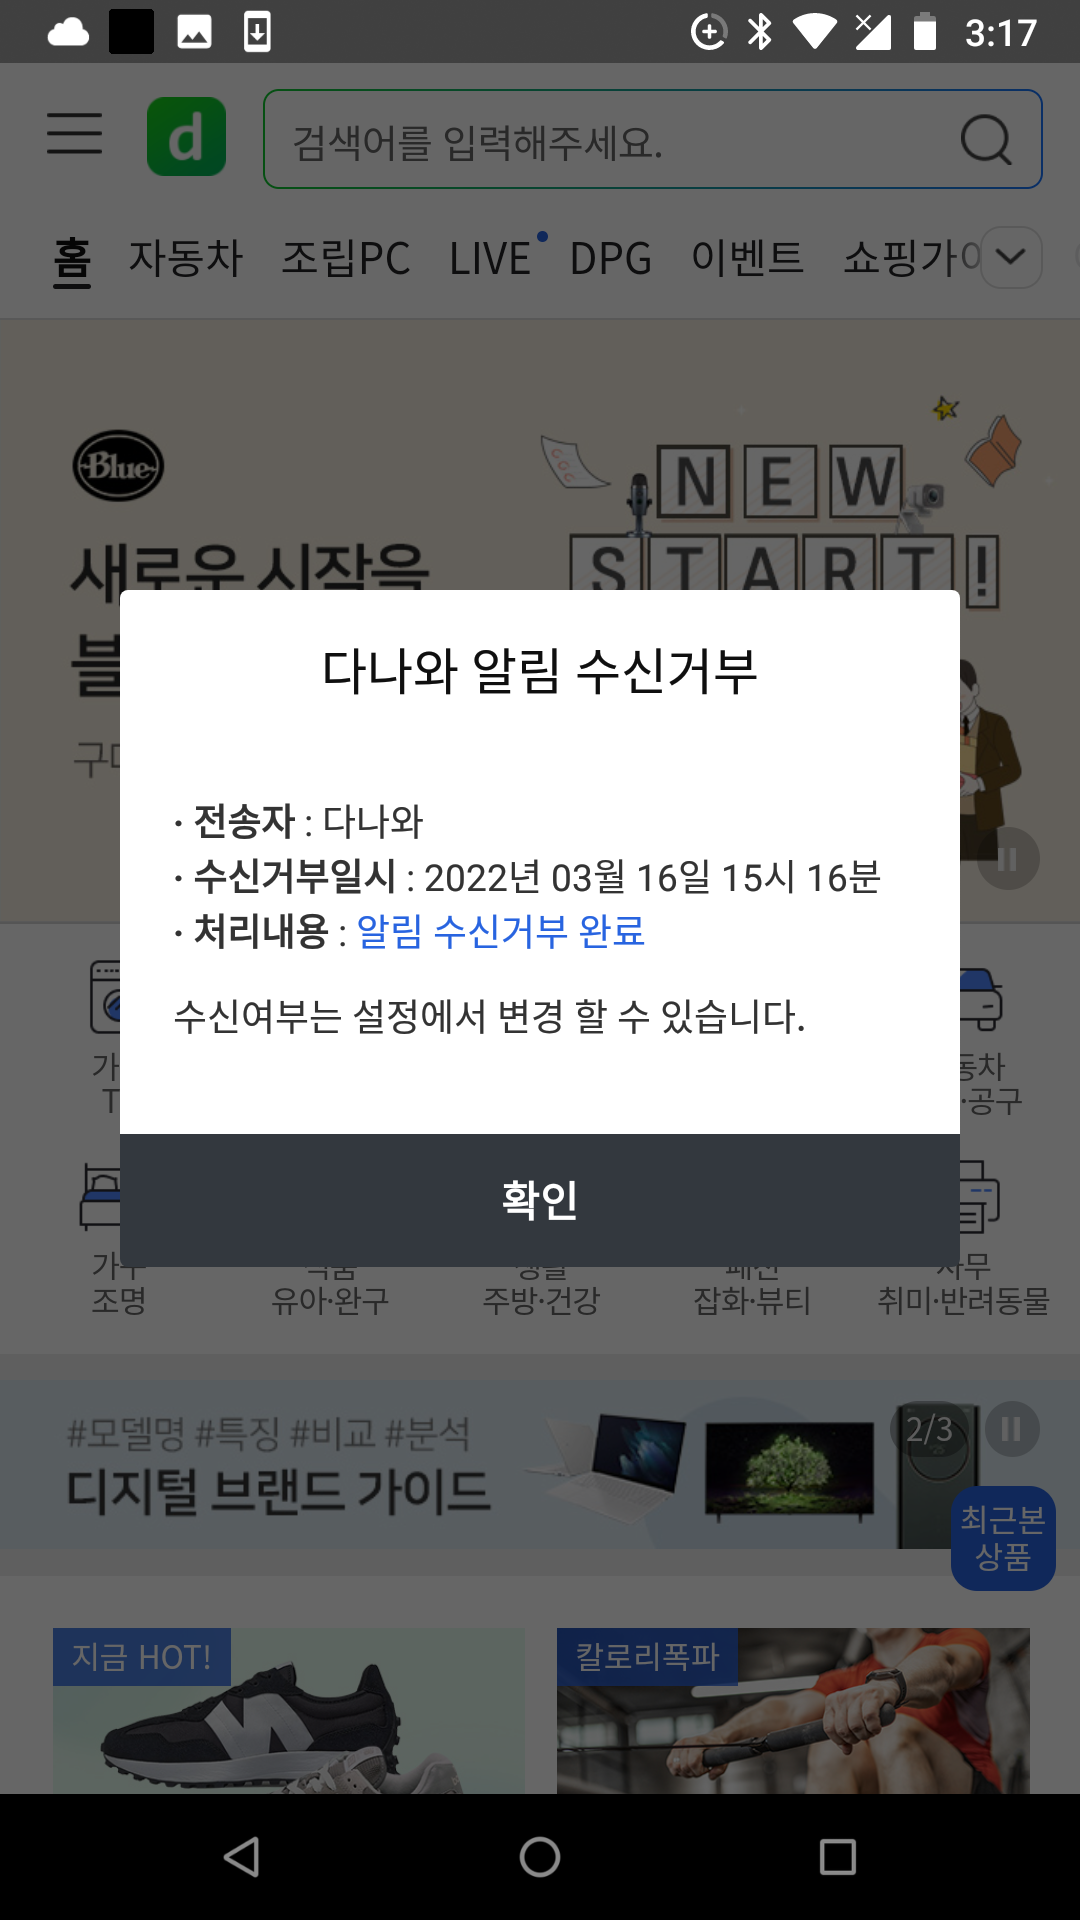 3:17
d
검색어를 입력해주세요.
홈 자동차 조립PC LIVE DPG 이벤트 쇼핑가이
Blue
NEW
START!
새로운 시작을
다나와 알림 수신거부
· 전송자 : 다나와
· 수신거부일시 : 2022년 03월 16일 15시 16분
· 처리내용 : 알림 수신거부 완료
수신여부는 설정에서 변경 할 수 있습니다.
확인
·공구
가구 식품 생활 패션 사무
조명 유아·완구 주방·건강 잡화·뷰티 취미·반려동물
#모델명 #특징 #비교 #분석
디지털 브랜드 가이드
2/3
최근본
상품
지금 HOT!
칼로리폭파